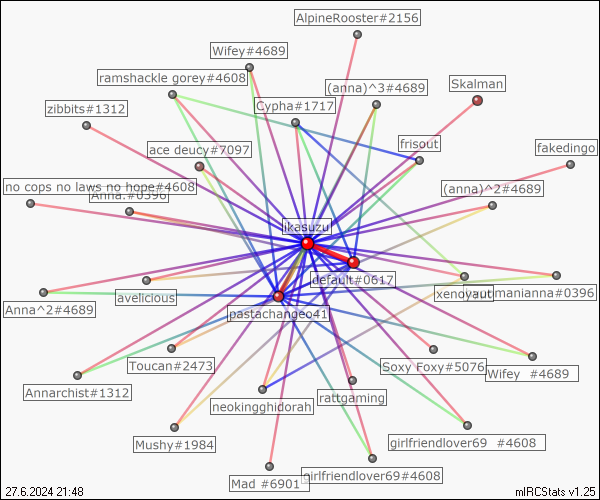 AlpineRooster#2156
Wifey#4689
ramshackle gorey#4608
(anna)^3#4689
Skalman
zibbits#1312
Cypha#1717
frisout
ace deucy#7097
fakedingo
no cops no laws no hope#4608
Anna.#0396
(anna)^2#4689
ikasuzu
default#0617
xenoyaut
manianna#0396
avelicious
Anna^2#4689
pastachangeo41
Toucan#2473
Soxy Foxy#5076
Wifey  #4689
Annarchist#1312
rattgaming
neokingghidorah
Mushy#1984
girlfriendlover69  #4608
Mad #6901
girlfriendlover69#4608
27.6.2024 21:48
mIRCStats v1.25